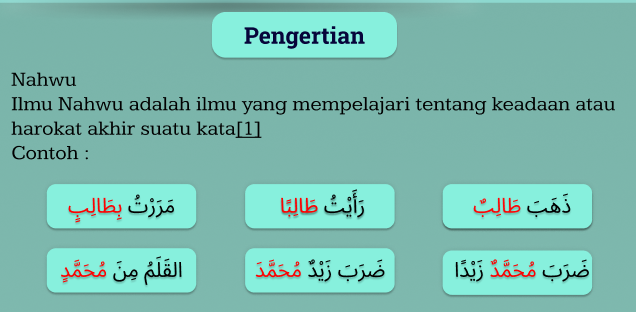 Pengertian
Nahwu
Ilmu Nahwu adalah ilmu yang mempelajari tentang keadaan atau
harokat akhir suatu kata[1]
Contoh :
ذَهَبَ طَالِبٌ
رَأَيْتُ طَالِبًا
مَرَرْتُ بِطَالِبٍ
ضَرَبَ مُحَمَّدٌ زَيْدًا
ضَرَبَ زَيْدٌ مُحَمَّدَا
القَلَمُ مِنَ مُحَمَّدٍ